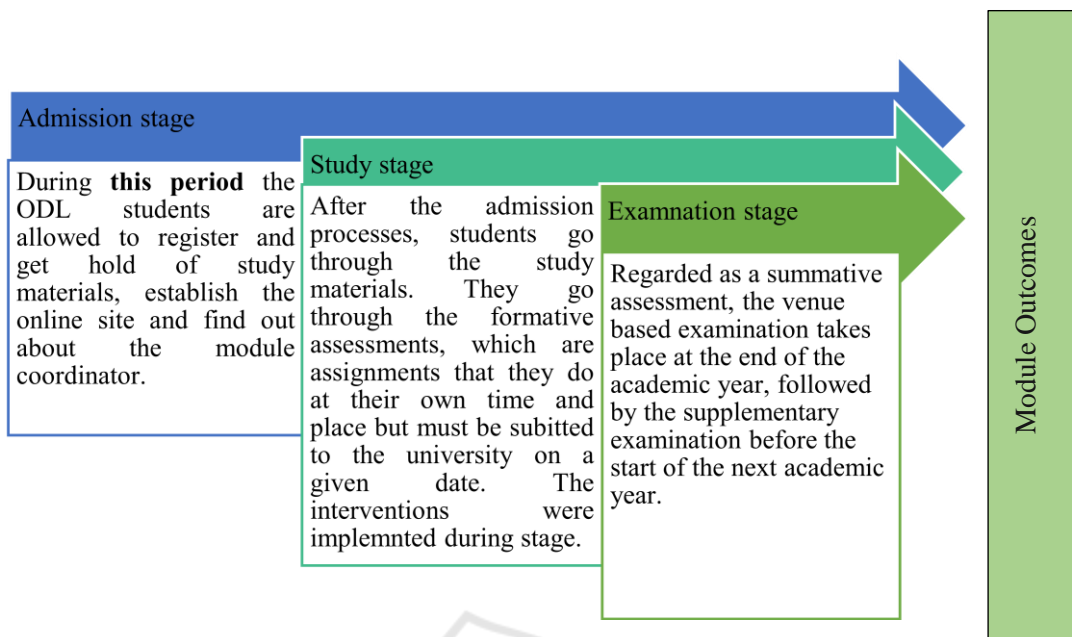 Admission stage
During this period the
ODL students are
allowed to register and
get hold of study
materials, establish the
online site and find out
about the module
coordinator.
Study stage
After the admission
processes, students go
through the study
materials. They go
through the formative
assessments, which are
assignments that they do
at their own time and
place but must be subitted
to the university on a
given date. The
interventions were
implemnted during stage.
Examnation stage
Regarded as a summative
assessment, the venue
based examination takes
place at the end of the
academic year, followed
by the supplementary
examination before the
start of the next academic
year.
Module Outcomes